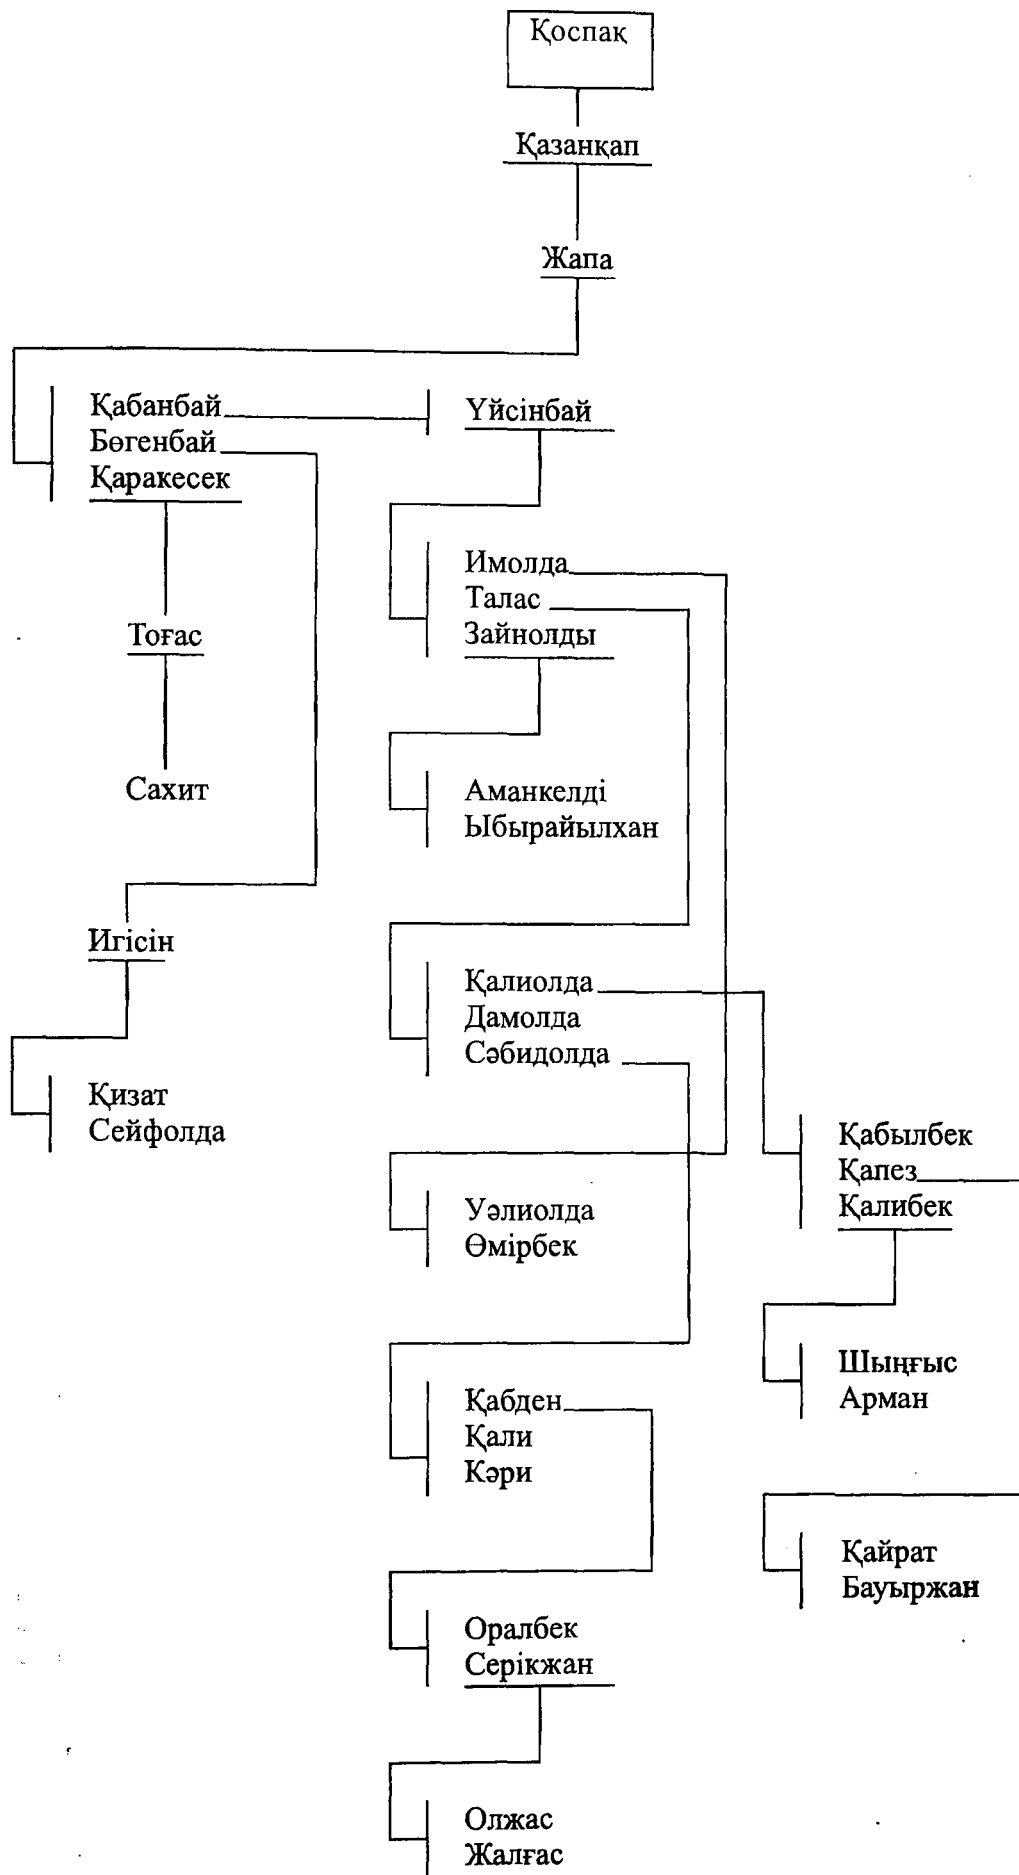 Қоспақ
Қазанқап
Жапа
Қабанбай
Бөгенбай
Қаракесек
Үйсінбай
Имолда
Талас
Зайнолды
Тоғас
Сахит
Аманкелді
Ыбырайылхан
Игісін
Қалиолда
Дамолда
Сәбидолда
Қизат
Сейфолда
Қабылбек
Қапез
Қалибек
Уәлиолда
Өмірбек
Шыңғыс
Арман
Қабден
Қали
Кәри
Қайрат
Бауыржан
Оралбек
Серікжан
Олжас
Жалғас